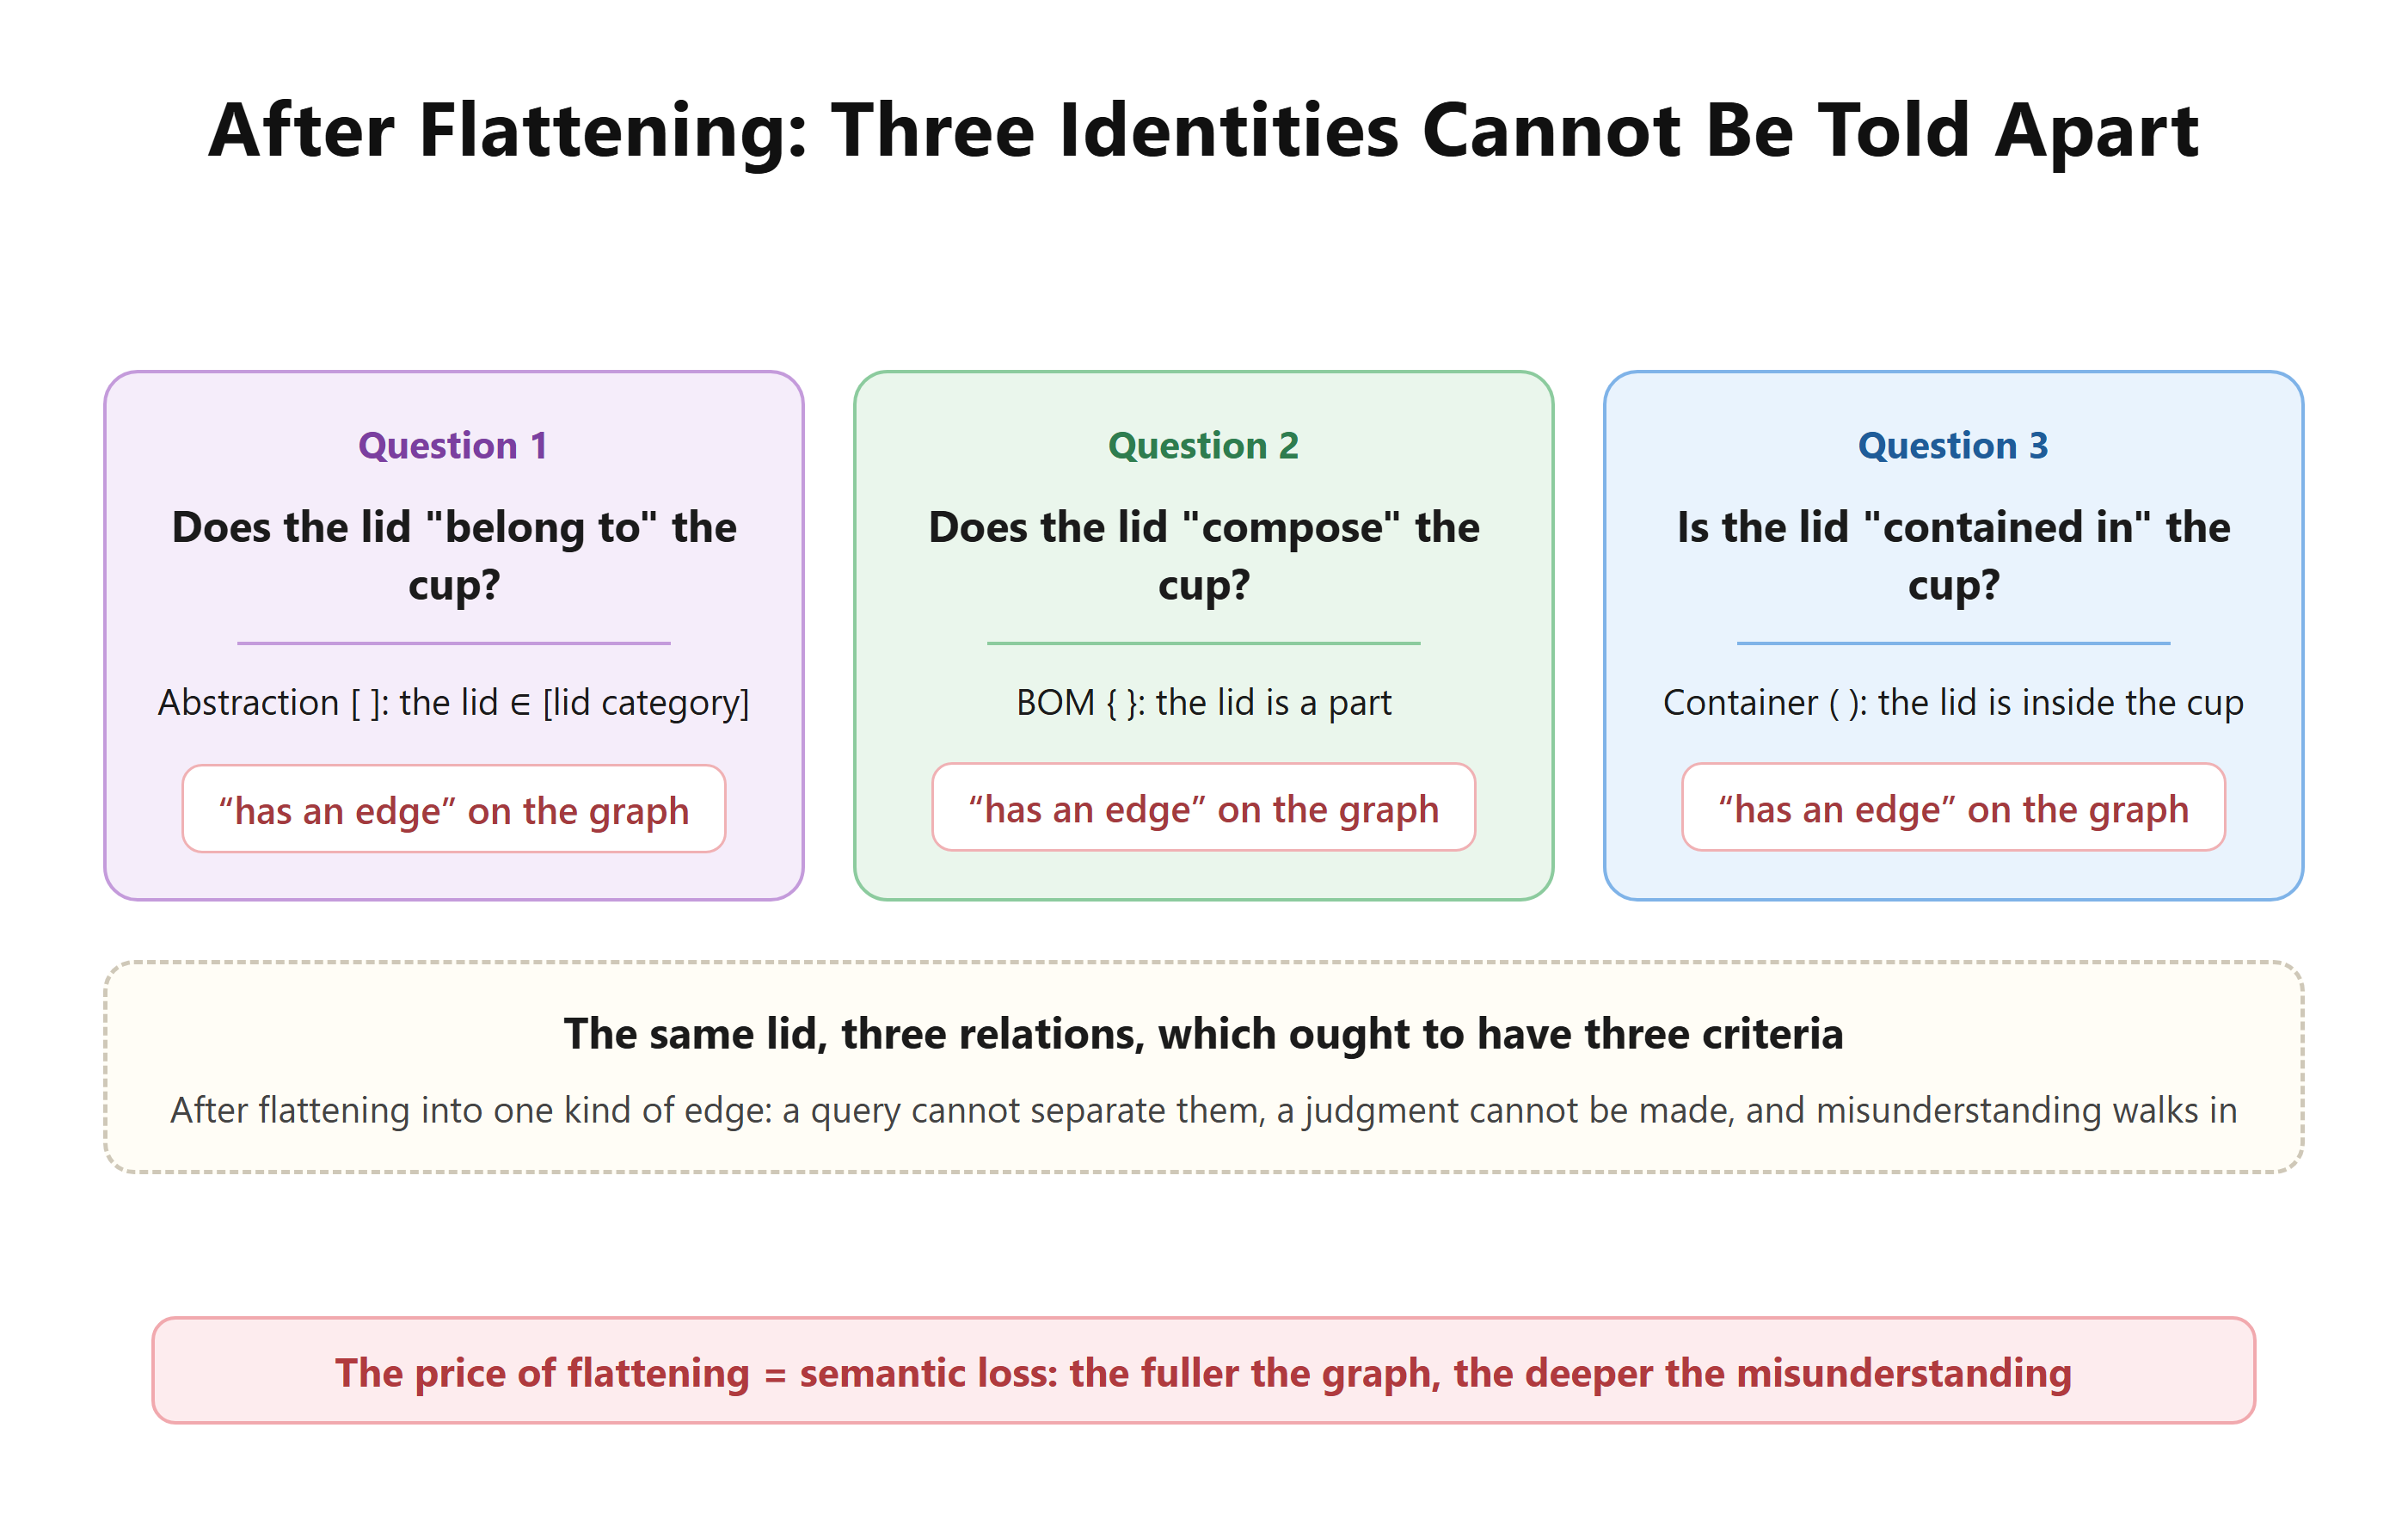 After Flattening: Three Identities Cannot Be Told Apart
Question 1
Does the lid "belong to" the
cup?
Abstraction [ ]: the lid ∈ [lid category]
“has an edge” on the graph
Question 2
Does the lid "compose" the
cup?
BOM { }: the lid is a part
“has an edge” on the graph
Question 3
Is the lid "contained in" the
cup?
Container ( ): the lid is inside the cup
“has an edge” on the graph
The same lid, three relations, which ought to have three criteria
After flattening into one kind of edge: a query cannot separate them, a judgment cannot be made, and misunderstanding walks in
The price of flattening = semantic loss: the fuller the graph, the deeper the misunderstanding